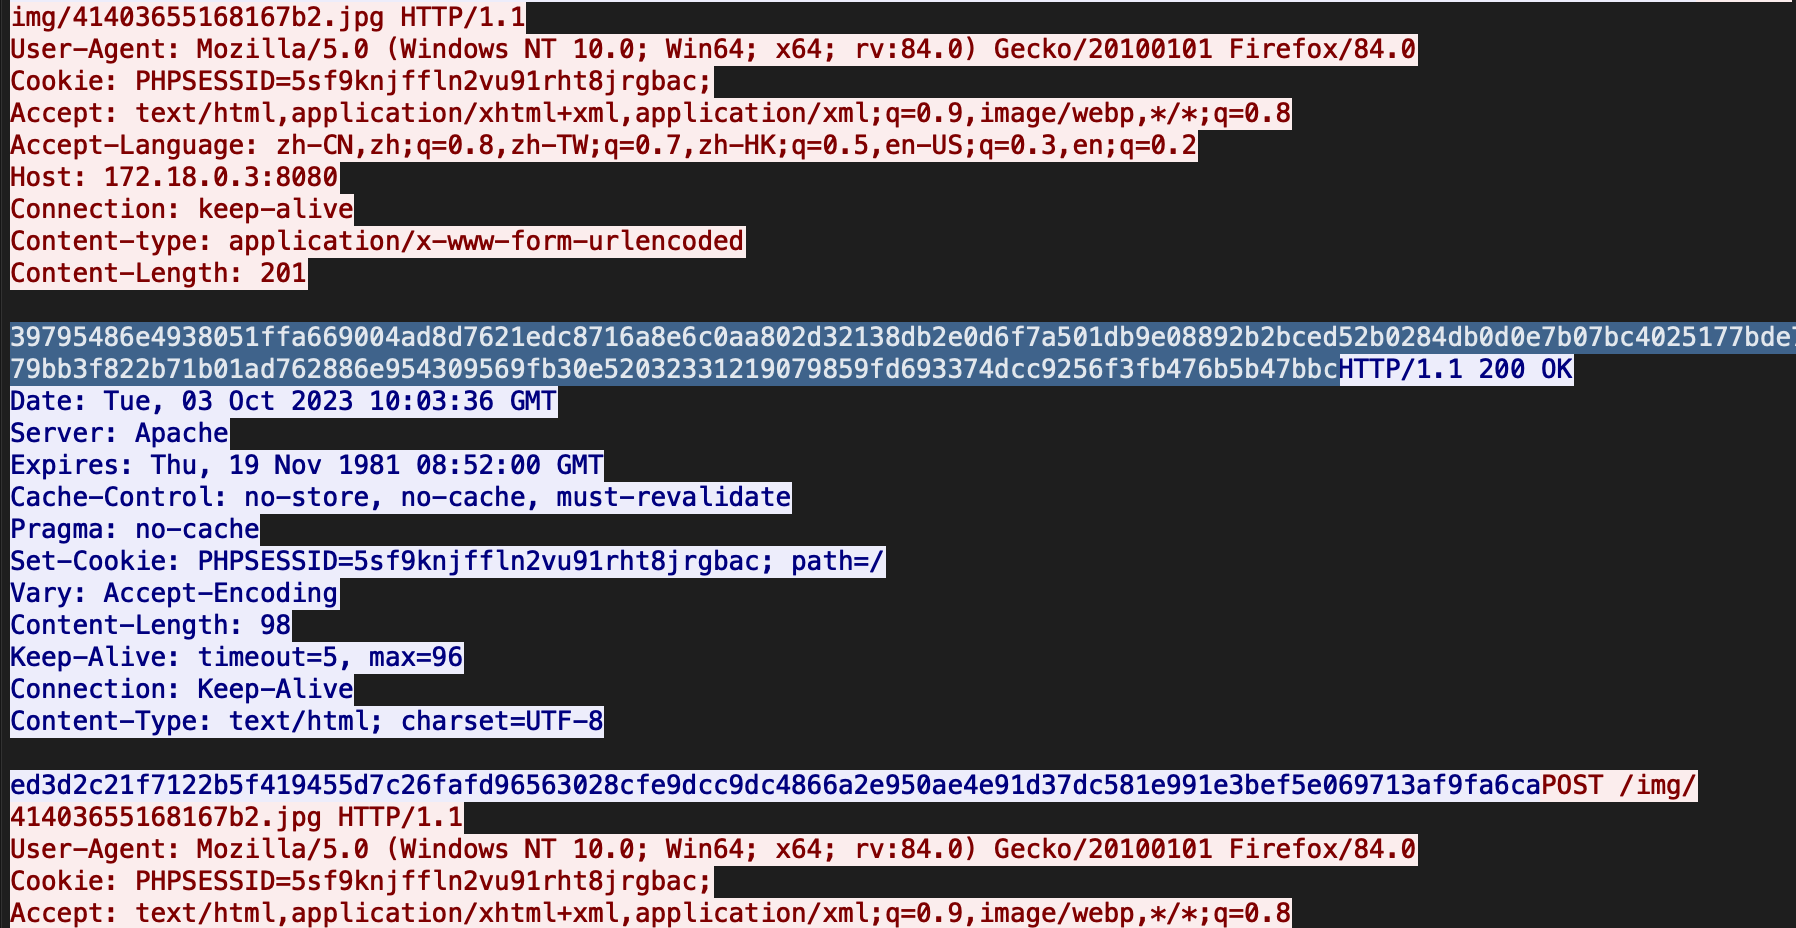 img/41403655168167b2.jpg HTTP/1.1
User-Agent: Mozilla/5.0 (Windows NT 10.0; Win64; x64; rv:84.0) Gecko/20100101 Firefox/84.0
Cookie: PHPSESSID=5sf9knjffln2vu91rht8jrgbac;
Accept: text/html,application/xhtml+xml,application/xml;q=0.9,image/webp,*/*;q=0.8
Accept-Language: zh-CN,zh;q=0.8,zh-TW;q=0.7,zh-HK;q=0.5,en-US;q=0.3,en;q=0.2
Host: 172.18.0.3:8080
Connection: keep-alive
Content-type: application/x-www-form-urlencoded
Content-Length: 201
39795486e4938051ffa669004ad8d7621edc8716a8e6c0aa802d32138db2e0d6f7a501db9e08892b2bced52b0284db0d0e7b07bc4025177bde7
79bb3f822b71b01ad762886e954309569fb30e52032331219079859fd693374dcc9256f3fb476b5b47bbcHTTP/1.1 200 OK
Date: Tue, 03 Oct 2023 10:03:36 GMT
Server: Apache
Expires: Thu, 19 Nov 1981 08:52:00 GMT
Cache-Control: no-store, no-cache, must-revalidate
Pragma: no-cache
Set-Cookie: PHPSESSID=5sf9knjffln2vu91rht8jrgbac; path=/
Vary: Accept-Encoding
Content-Length: 98
Keep-Alive: timeout=5, max=96
Connection: Keep-Alive
Content-Type: text/html; charset=UTF-8
ed3d2c21f7122b5f419455d7c26fafd96563028cfe9dcc9dc4866a2e950ae4e91d37dc581e991e3bef5e069713af9fa6caPOST /img/
41403655168167b2.jpg HTTP/1.1
User-Agent: Mozilla/5.0 (Windows NT 10.0; Win64; x64; rv:84.0) Gecko/20100101 Firefox/84.0
Cookie: PHPSESSID=5sf9knjffln2vu91rht8jrgbac;
Accept: text/html,application/xhtml+xml,application/xml;q=0.9,image/webp,*/*;q=0.8